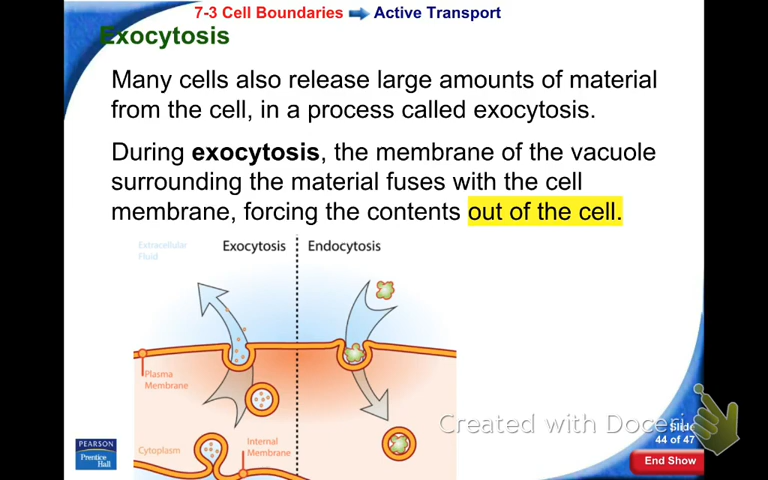 7-3 Cell Boundaries Active Transport
Exocytosis
Many cells also release large amounts of material
from the cell, in a process called exocytosis.
During exocytosis, the membrane of the vacuole
surrounding the material fuses with the cell
membrane, forcing the contents out of the cell.
Extracellular
Fluid
Exocytosis
Endocytosis
Plasma
Membrane
Cytoplasm
Internal
Membrane
Created with Doceri
PEARSON
Prentice
Hall
Slide
44 of 47
End Show